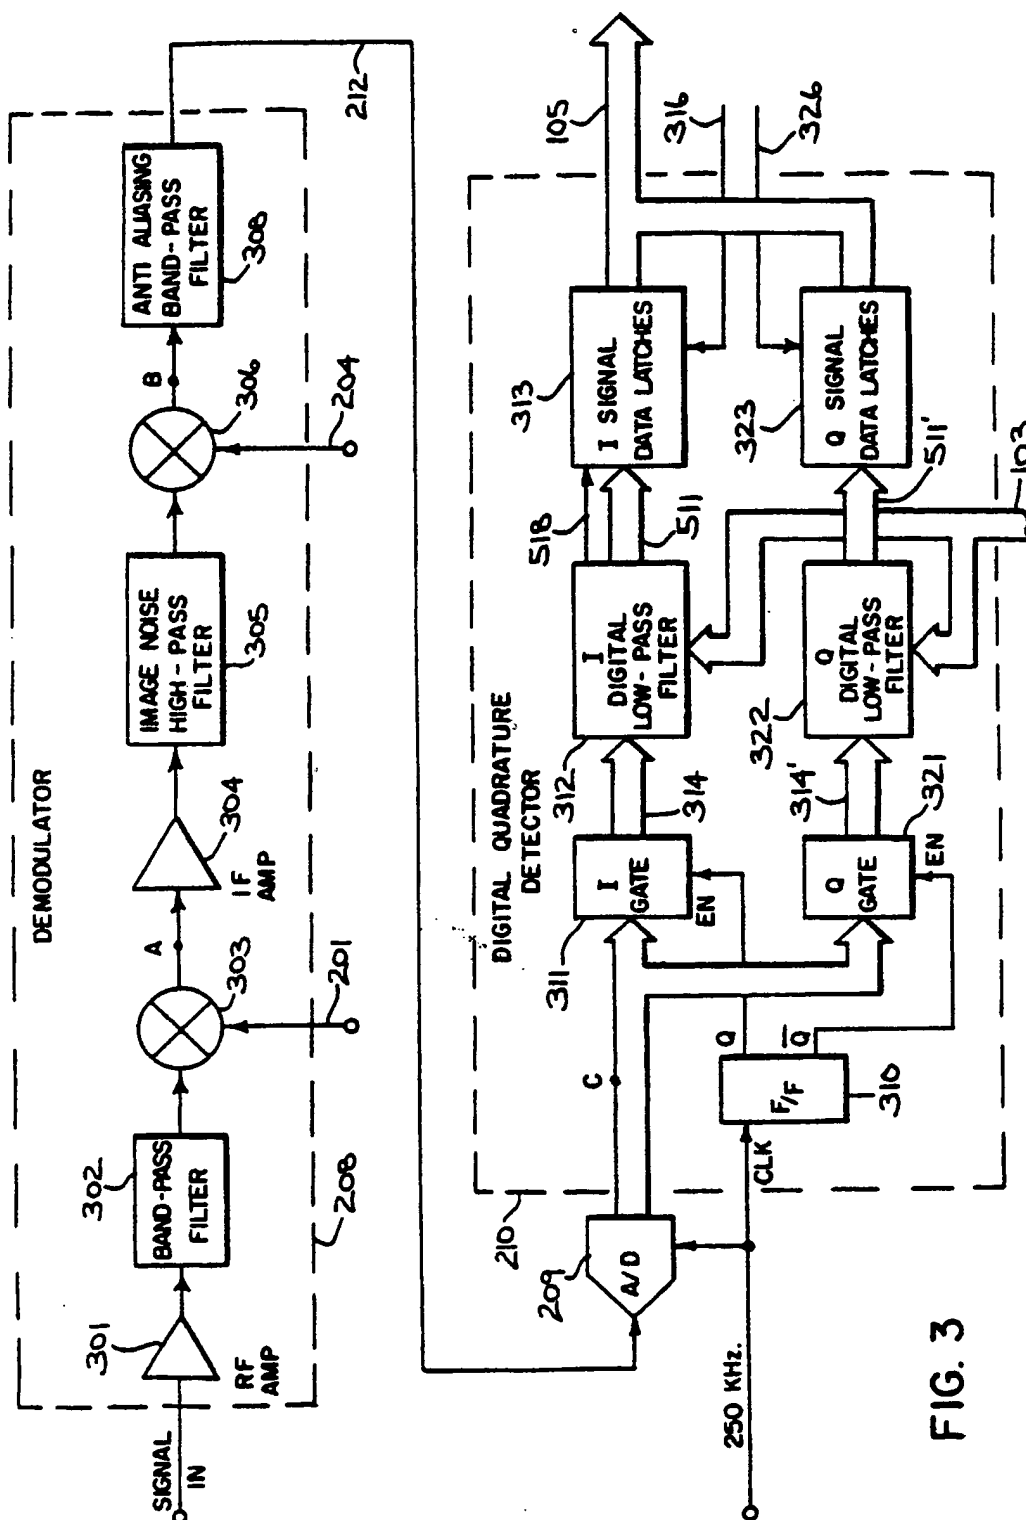 DEMODULATOR
SIGNAL
IN
301
RF
AMP
302
BAND-PASS
FILTER
208
303
201
A
304
IF
AMP
IMAGE NOISE
HIGH-PASS
FILTER
305
B
306
204
ANTI ALIASING
BAND-PASS
FILTER
308
212
DIGITAL QUADRATURE
DETECTOR
210
209
A/D
250 KHZ.
CLK
C
F/F
Q
Q̅
310
311
I
GATE
EN
314
Q
GATE
EN
321
314'
312
I
DIGITAL
LOW-PASS
FILTER
322
Q
DIGITAL
LOW-PASS
FILTER
518
511
511'
103
313
I SIGNAL
DATA LATCHES
323
Q SIGNAL
DATA LATCHES
105
316
326
FIG. 3